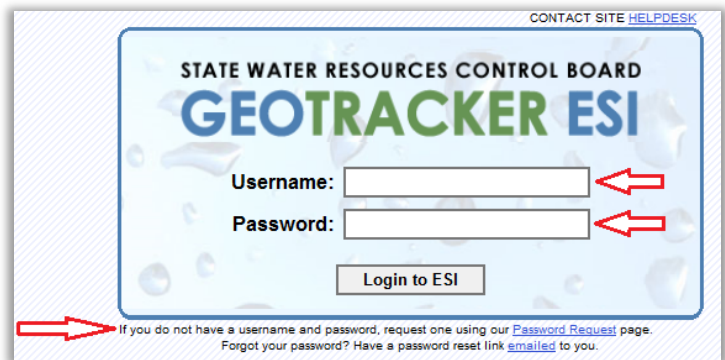 CONTACT SITE HELPDESK
STATE WATER RESOURCES CONTROL BOARD
GEOTRACKER ESI
Username:
Password:
Login to ESI
If you do not have a username and password, request one using our Password Request page.
Forgot your password? Have a password reset link emailed to you.